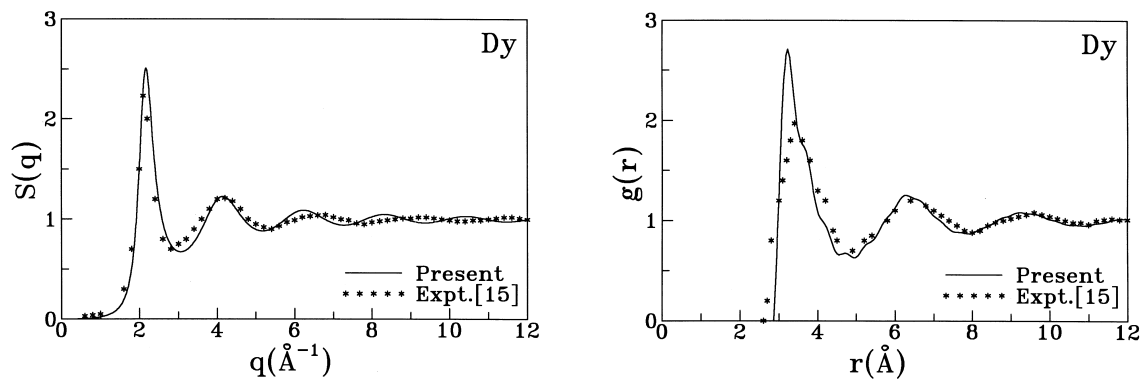 Dy
3
2
1
0
S(q)
Present
Expt.[15]
0 2 4 6 8 10 12
q(Å⁻¹)
Dy
3
2
1
0
g(r)
Present
Expt.[15]
0 2 4 6 8 10 12
r(Å)